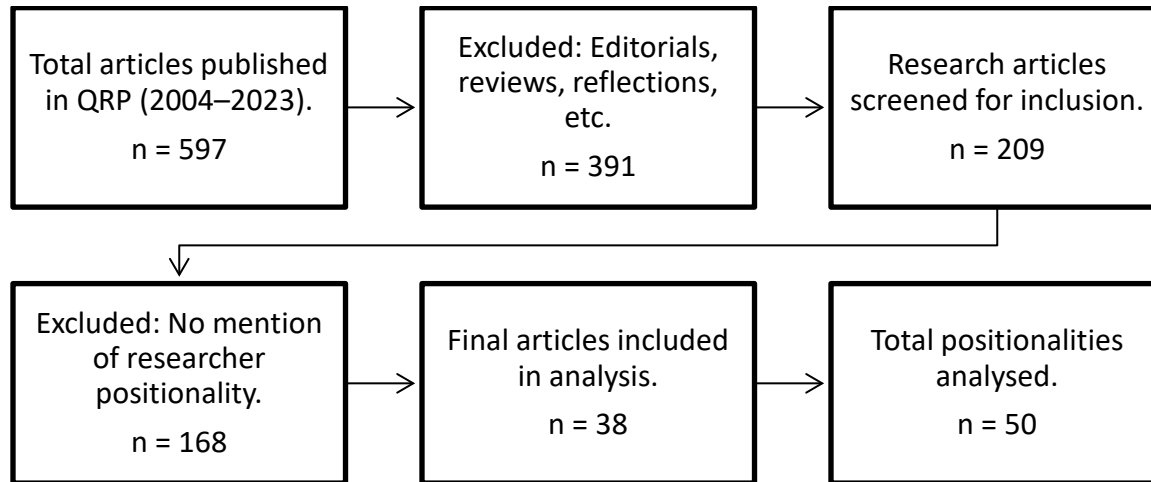 Total articles published
in QRP (2004–2023).
n = 597
Excluded: Editorials,
reviews, reflections,
etc.
n = 391
Research articles
screened for inclusion.
n = 209
Excluded: No mention
of researcher
positionality.
n = 168
Final articles included
in analysis.
n = 38
Total positionalities
analysed.
n = 50